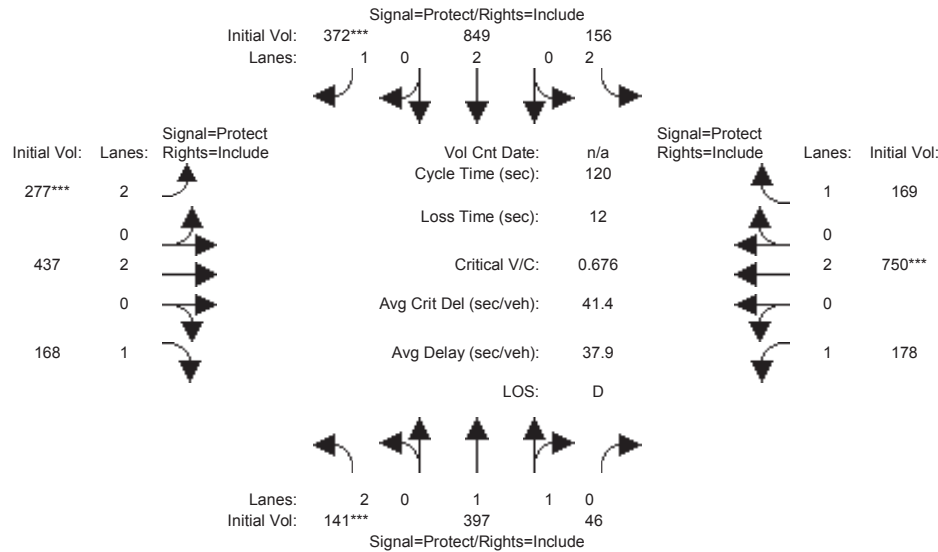 Signal=Protect/Rights=Include
Initial Vol: 372*** 849 156
Lanes: 1 0 2 0 2
Signal=Protect
Initial Vol: Lanes: Rights=Include
Vol Cnt Date: n/a
Signal=Protect
Rights=Include Lanes: Initial Vol:
Cycle Time (sec): 120
277*** 2
1 169
Loss Time (sec): 12
0
0
437 2
Critical V/C: 0.676
2 750***
0
Avg Crit Del (sec/veh): 41.4
0
168 1
Avg Delay (sec/veh): 37.9
1 178
LOS: D
Lanes: 2 0 1 1 0
Initial Vol: 141*** 397 46
Signal=Protect/Rights=Include